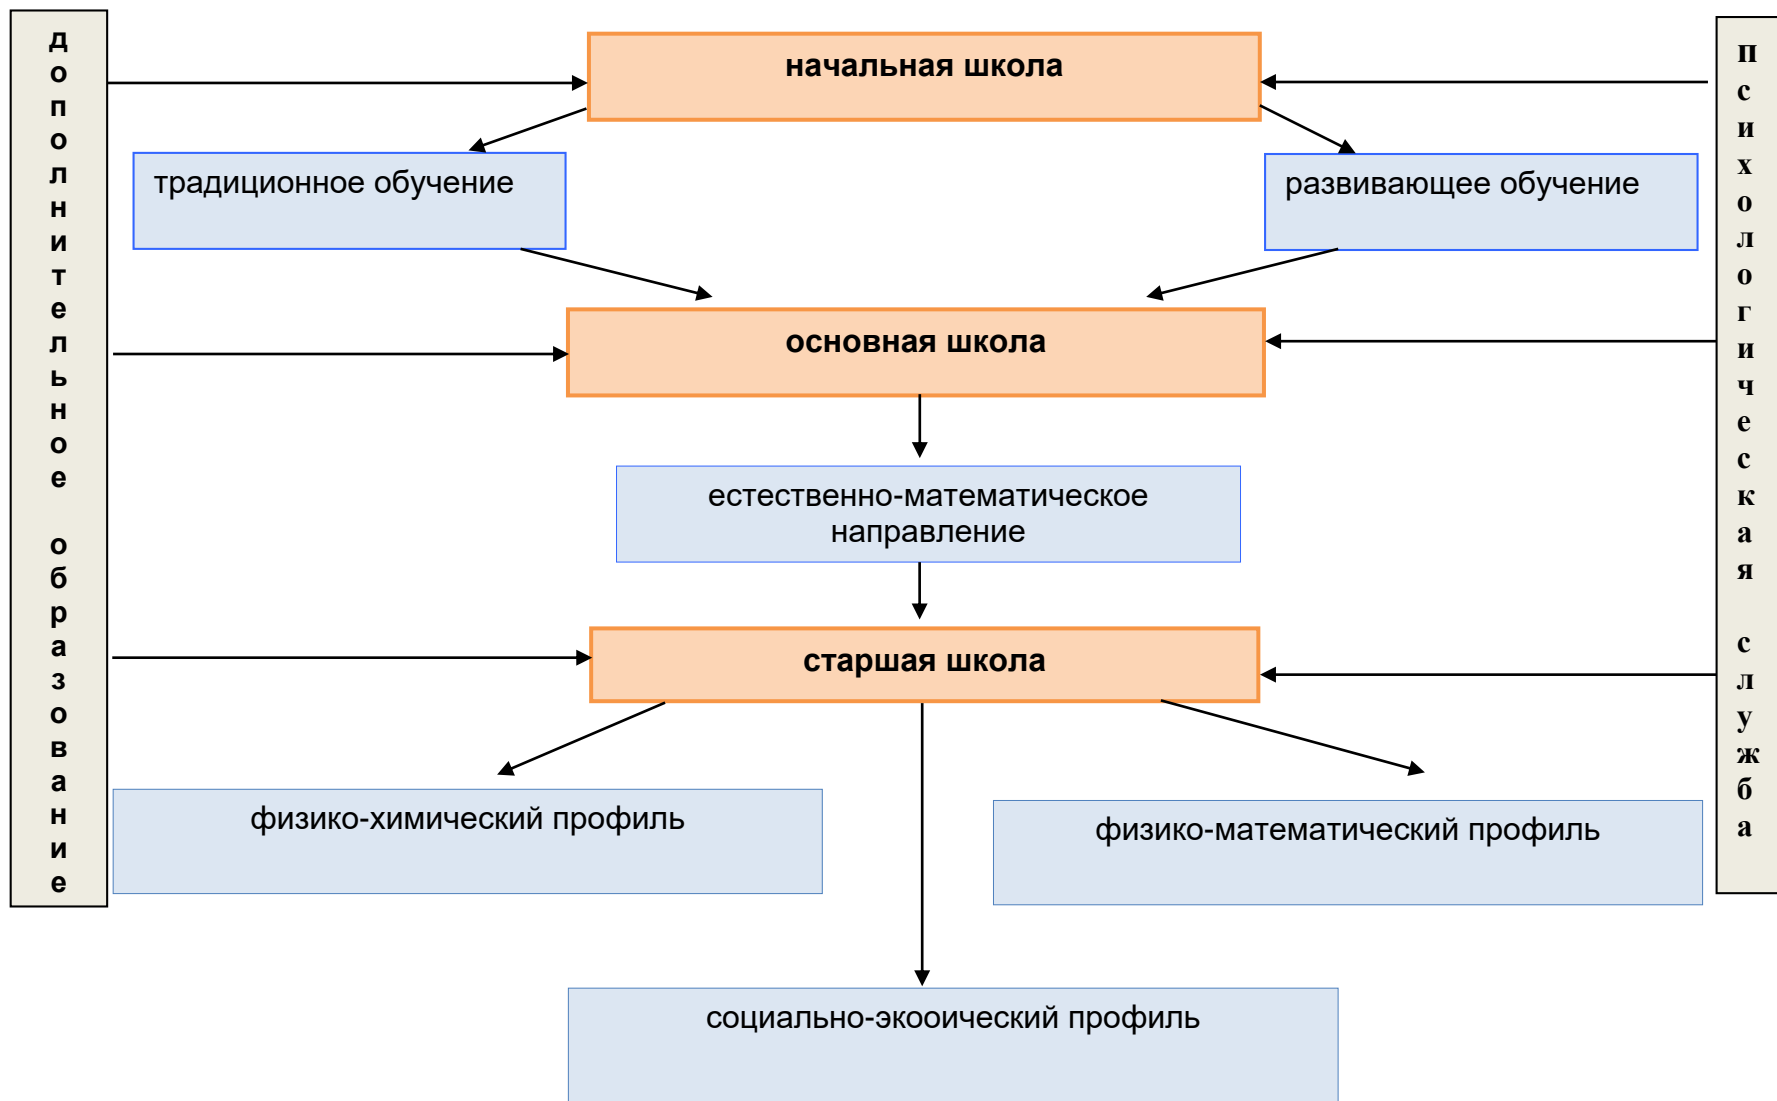 дополнительное образование
начальная школа
традиционное обучение
развивающее обучение
основная школа
естественно-математическое
направление
старшая школа
физико-химический профиль
физико-математический профиль
социально-экооический профиль
психологическая служба